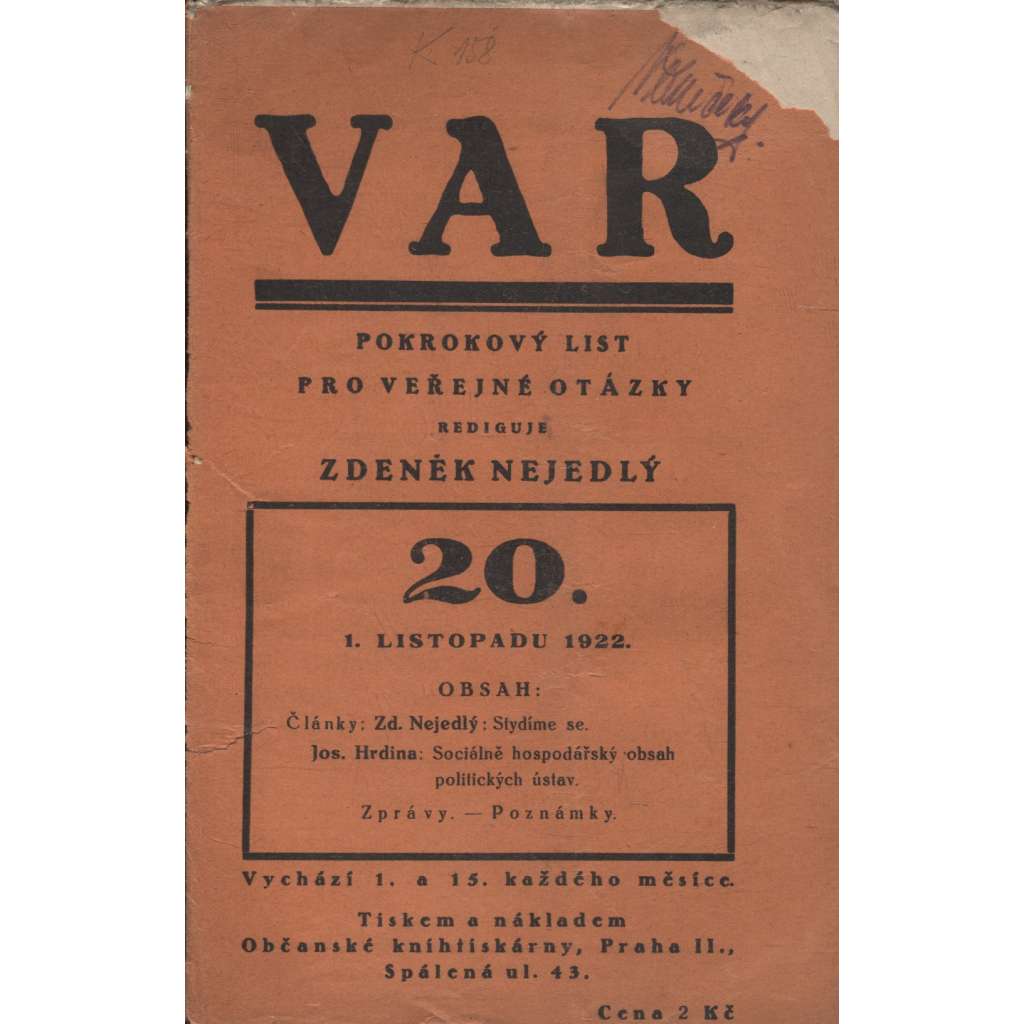 K 158
VAR
POKROKOVÝ LIST
PRO VEŘEJNÉ OTÁZKY
REDIGUJE
ZDENĚK NEJEDLÝ
20.
1. LISTOPADU 1922.
OBSAH:
Články: Zd. Nejedlý: Stydíme se.
Jos. Hrdina: Sociálně hospodářský obsah
politických ústav.
Zprávy. — Poznámky.
Vychází 1. a 15. každého měsíce.
Tiskem a nákladem
Občanské knihtiskárny, Praha II.,
Spálená ul. 43.
Cena 2 Kč